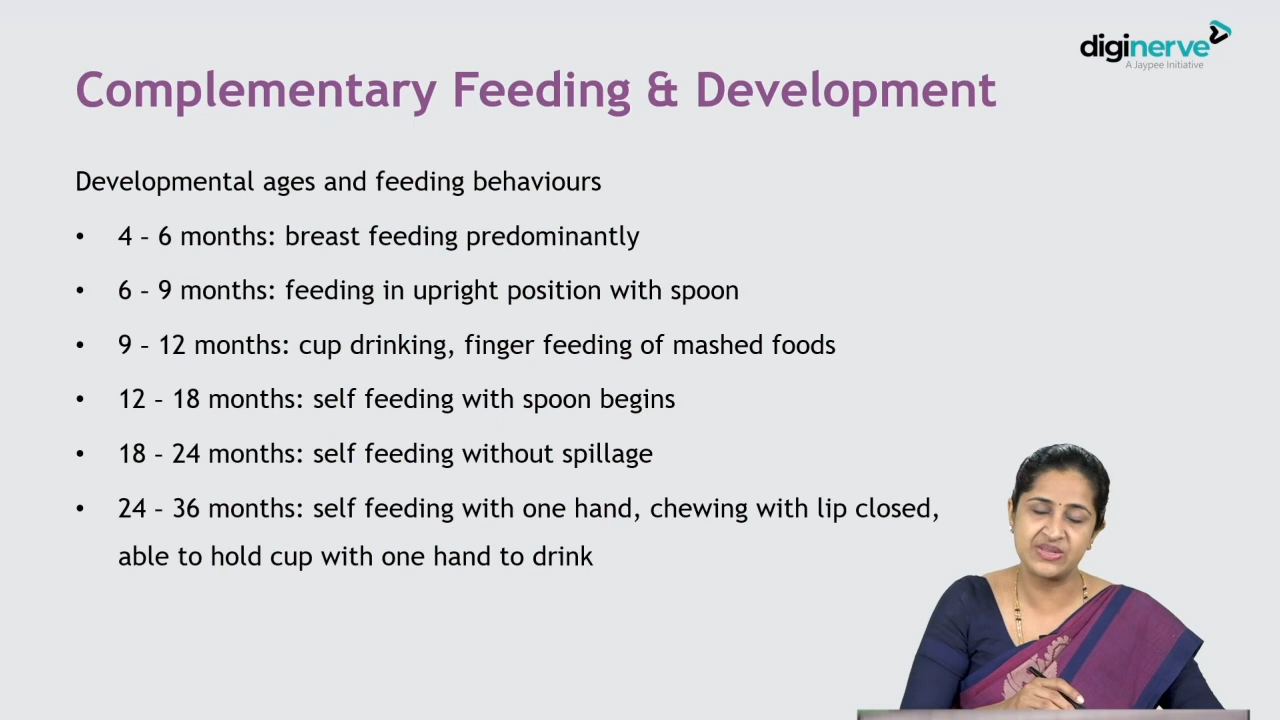 diginerve
A Jaypee Initiative
Complementary Feeding & Development
Developmental ages and feeding behaviours
• 4 – 6 months: breast feeding predominantly
• 6 – 9 months: feeding in upright position with spoon
• 9 – 12 months: cup drinking, finger feeding of mashed foods
• 12 – 18 months: self feeding with spoon begins
• 18 – 24 months: self feeding without spillage
• 24 – 36 months: self feeding with one hand, chewing with lip closed,
able to hold cup with one hand to drink